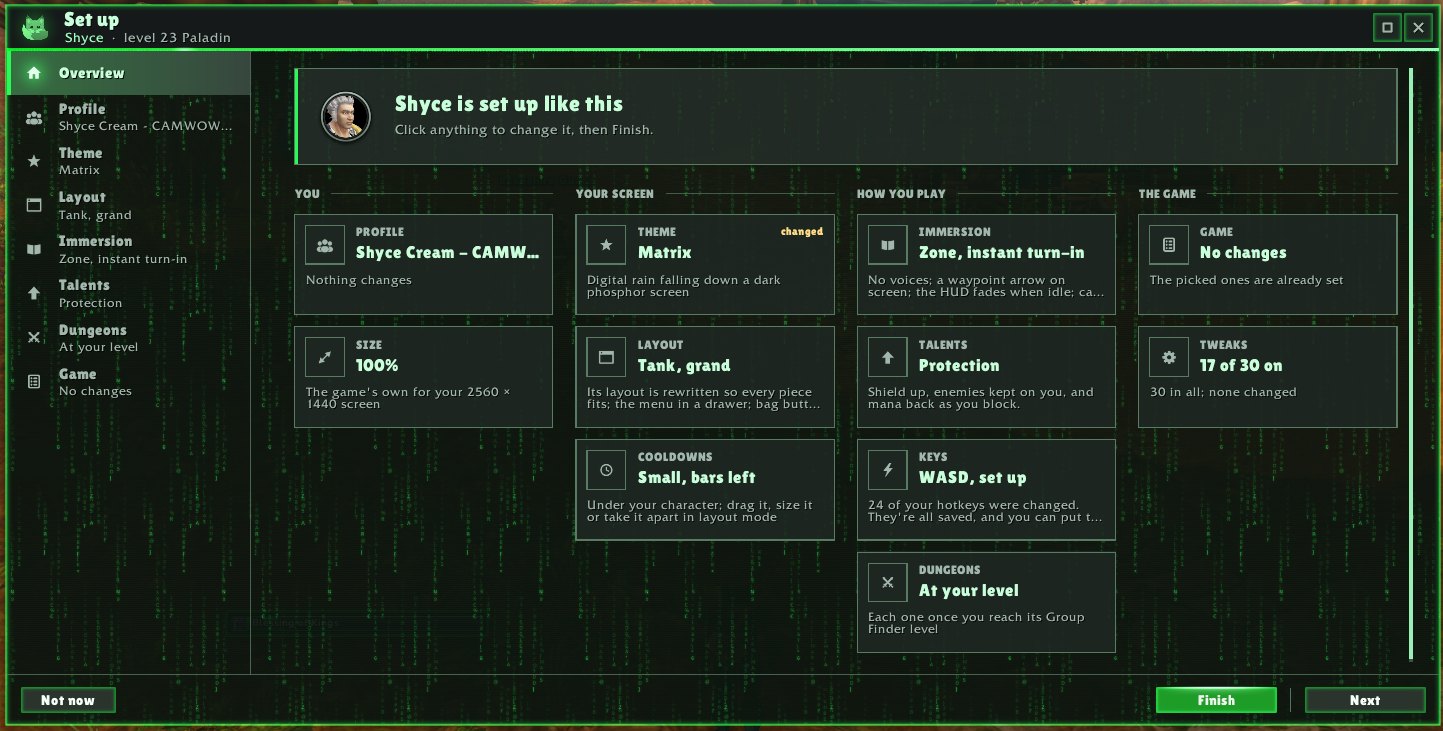 Set up
Shyce · level 23 Paladin
Overview
Profile
Shyce Cream - CAMWOW...
Theme
Matrix
Layout
Tank, grand
Immersion
Zone, instant turn-in
Talents
Protection
Dungeons
At your level
Game
No changes
Shyce is set up like this
Click anything to change it, then Finish.
YOU
PROFILE
Shyce Cream - CAMW...
Nothing changes
SIZE
100%
The game's own for your 2560 ×
1440 screen
YOUR SCREEN
THEME
changed
Matrix
Digital rain falling down a dark
phosphor screen
LAYOUT
Tank, grand
Its layout is rewritten so every piece
fits; the menu in a drawer; bag butt...
COOLDOWNS
Small, bars left
Under your character; drag it, size it
or take it apart in layout mode
HOW YOU PLAY
IMMERSION
Zone, instant turn-in
No voices; a waypoint arrow on
screen; the HUD fades when idle; ca...
TALENTS
Protection
Shield up, enemies kept on you, and
mana back as you block.
KEYS
WASD, set up
24 of your hotkeys were changed.
They're all saved, and you can put t...
DUNGEONS
At your level
Each one once you reach its Group
Finder level
THE GAME
GAME
No changes
The picked ones are already set
TWEAKS
17 of 30 on
30 in all; none changed
Not now
Finish
Next